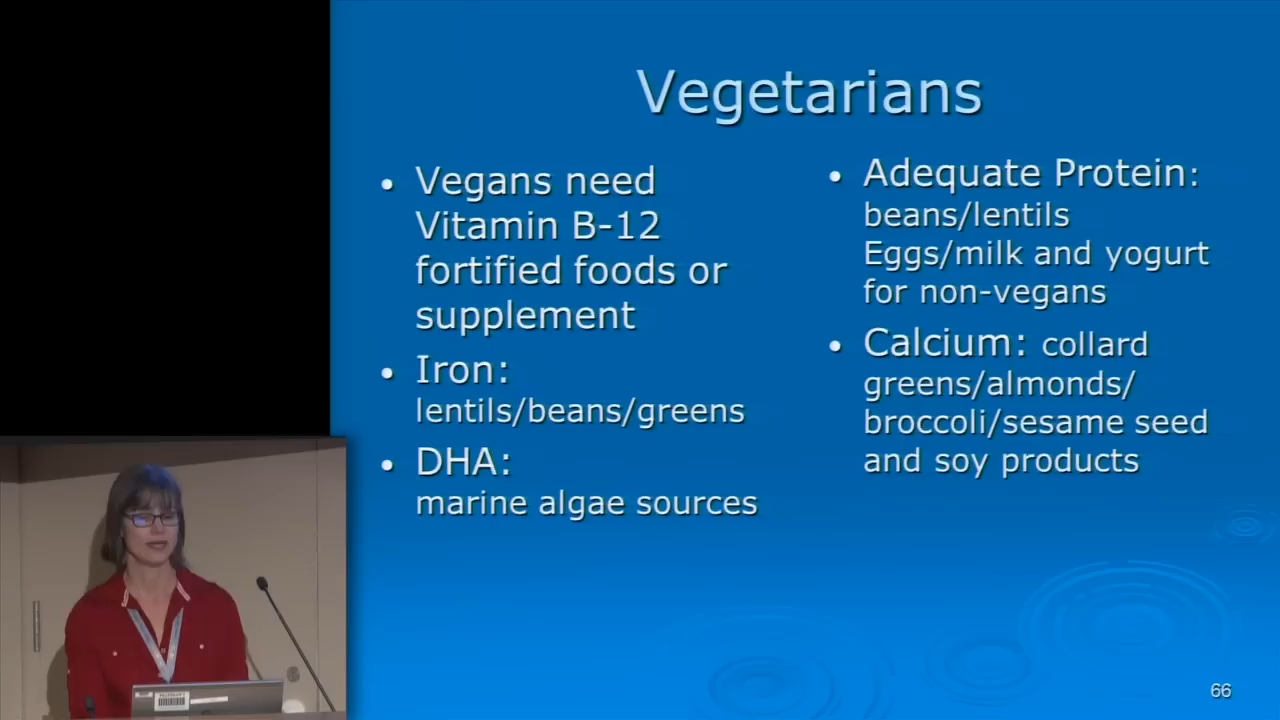 Vegetarians
• Vegans need
Vitamin B-12
fortified foods or
supplement
• Iron:
lentils/beans/greens
• DHA:
marine algae sources
• Adequate Protein:
beans/lentils
Eggs/milk and yogurt
for non-vegans
• Calcium: collard
greens/almonds/
broccoli/sesame seed
and soy products
66